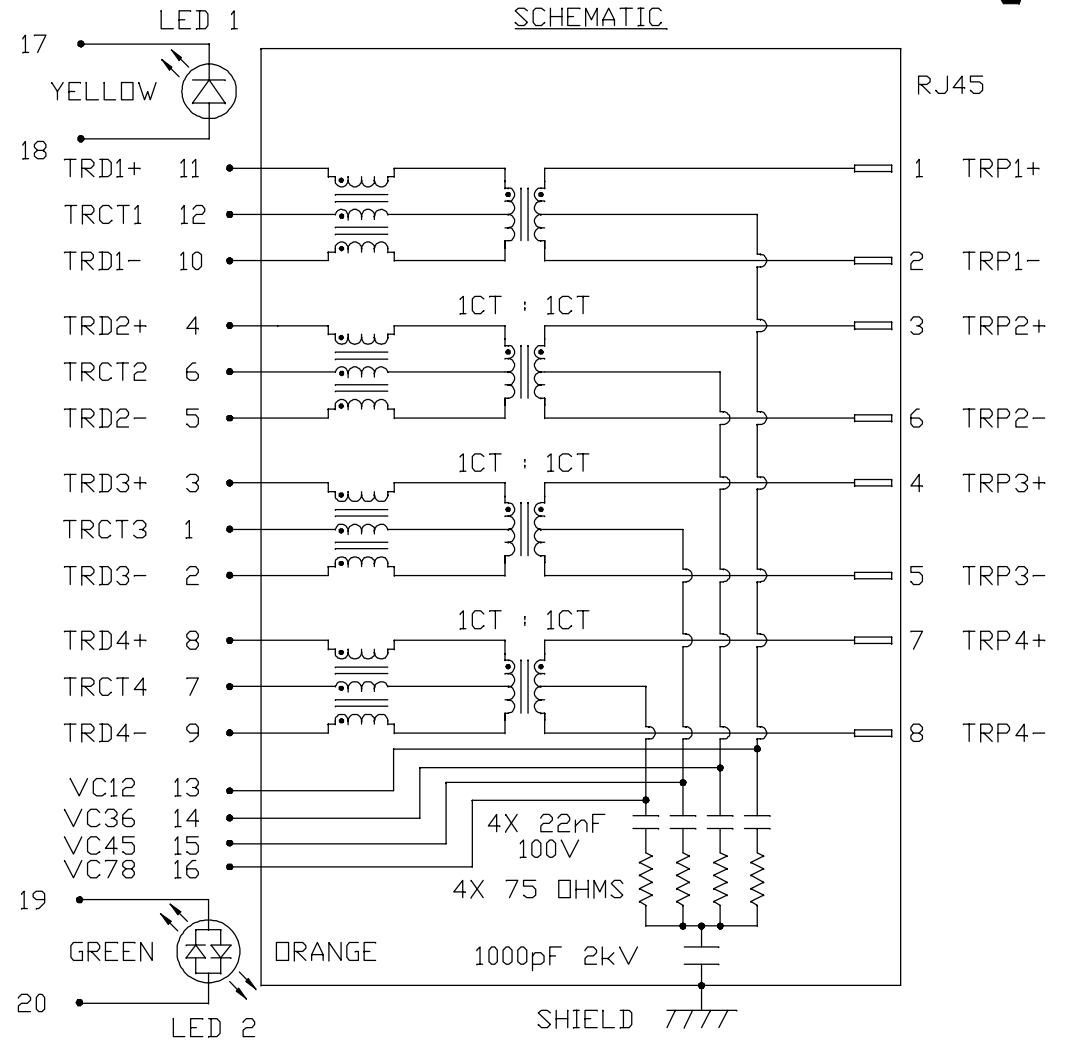 LED 1
SCHEMATIC
17
YELLOW
RJ45
18
TRD1+ 11 1 TRP1+
TRCT1 12
TRD1- 10 2 TRP1-
1CT : 1CT
TRD2+ 4 3 TRP2+
TRCT2 6
TRD2- 5 6 TRP2-
1CT : 1CT
TRD3+ 3 4 TRP3+
TRCT3 1
TRD3- 2 5 TRP3-
1CT : 1CT
TRD4+ 8 7 TRP4+
TRCT4 7
TRD4- 9 8 TRP4-
VC12 13
VC36 14
4X 22nF
VC45 15
100V
VC78 16
4X 75 OHMS
19
GREEN
ORANGE
1000pF 2kV
20
SHIELD
LED 2